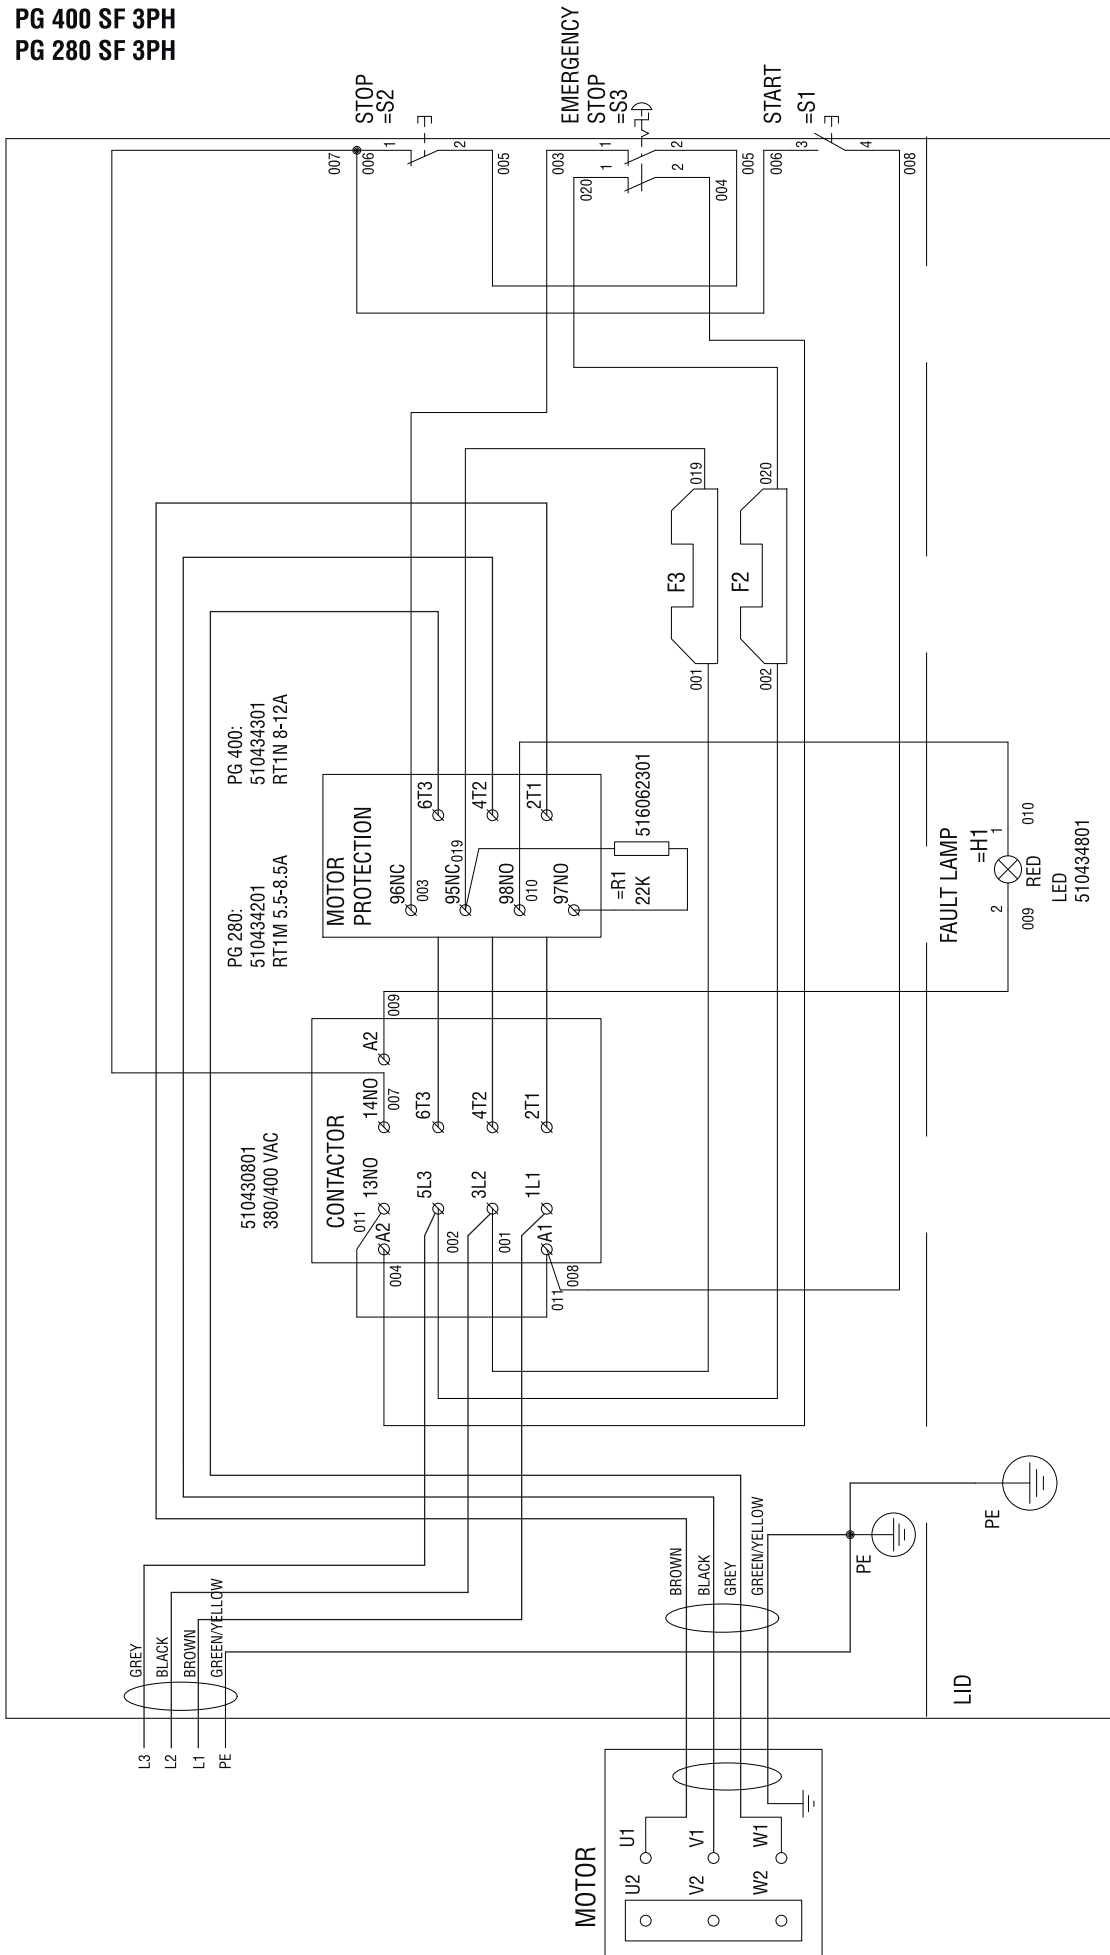 PG 400 SF 3PH
PG 280 SF 3PH
STOP
=S2
EMERGENCY
STOP
=S3
START
=S1
007
006
1
2
005
003
1
2
020
1
2
004
005
006
3
4
008
019
020
F3
F2
001
002
PG 400:
510434301
RT1N 8-12A
PG 280:
510434201
RT1M 5.5-8.5A
MOTOR
PROTECTION
6T3
4T2
2T1
96NC
003
95NC
019
98NO
010
97NO
=R1
22K
516062301
FAULT LAMP
=H1
1
010
RED
2
009
LED
510434801
510430801
380/400 VAC
CONTACTOR
A2
009
14NO
007
6T3
4T2
2T1
13NO
011
5L3
3L2
1L1
A2
004
002
001
A1
008
011
PE
PE
LID
GREY
BLACK
BROWN
GREEN/YELLOW
L3
L2
L1
PE
BROWN
BLACK
GREY
GREEN/YELLOW
MOTOR
U1
V1
W1
U2
V2
W2